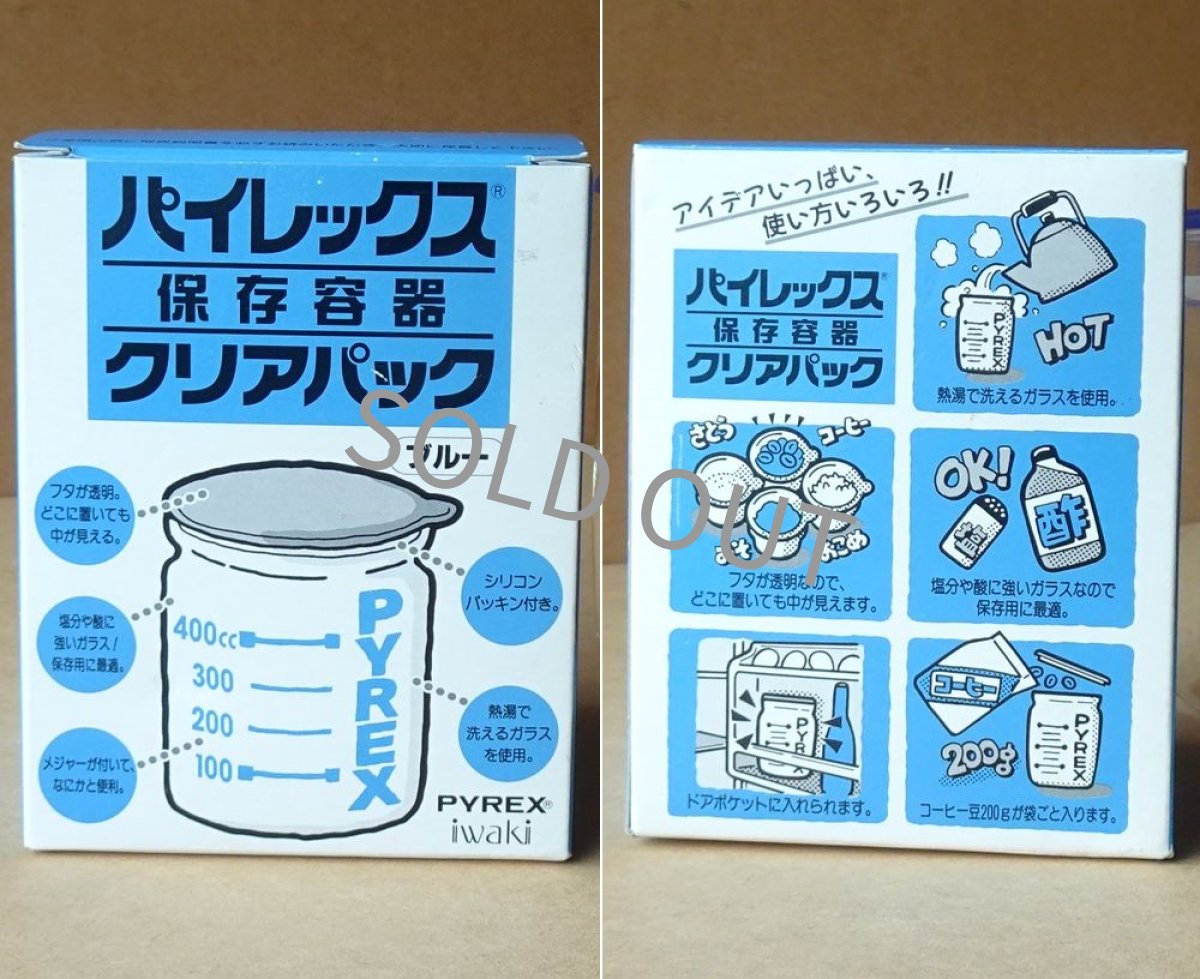 パイレックス®
保存容器
クリアパック
ブルー
フタが透明。
どこに置いても
中が見える。
シリコン
パッキン付き。
塩分や酸に
強いガラス!
保存用に最適。
熱湯で
洗えるガラス
を使用。
メジャーが付いて、
なにかと便利。
400cc
300
200
100
PYREX
PYREX®
iwaki
SOLD OUT
アイデアいっぱい、
使い方いろいろ!!
パイレックス®
保存容器
クリアパック
PYREX
HOT
熱湯で洗えるガラスを使用。
さとう
コーヒー
みそ
おこめ
フタが透明なので、
どこに置いても中が見えます。
OK!
塩
酢
塩分や酸に強いガラスなので
保存用に最適。
PYREX
ドアポケットに入れられます。
コーヒー
200g
PYREX
コーヒー豆200gが袋ごと入ります。